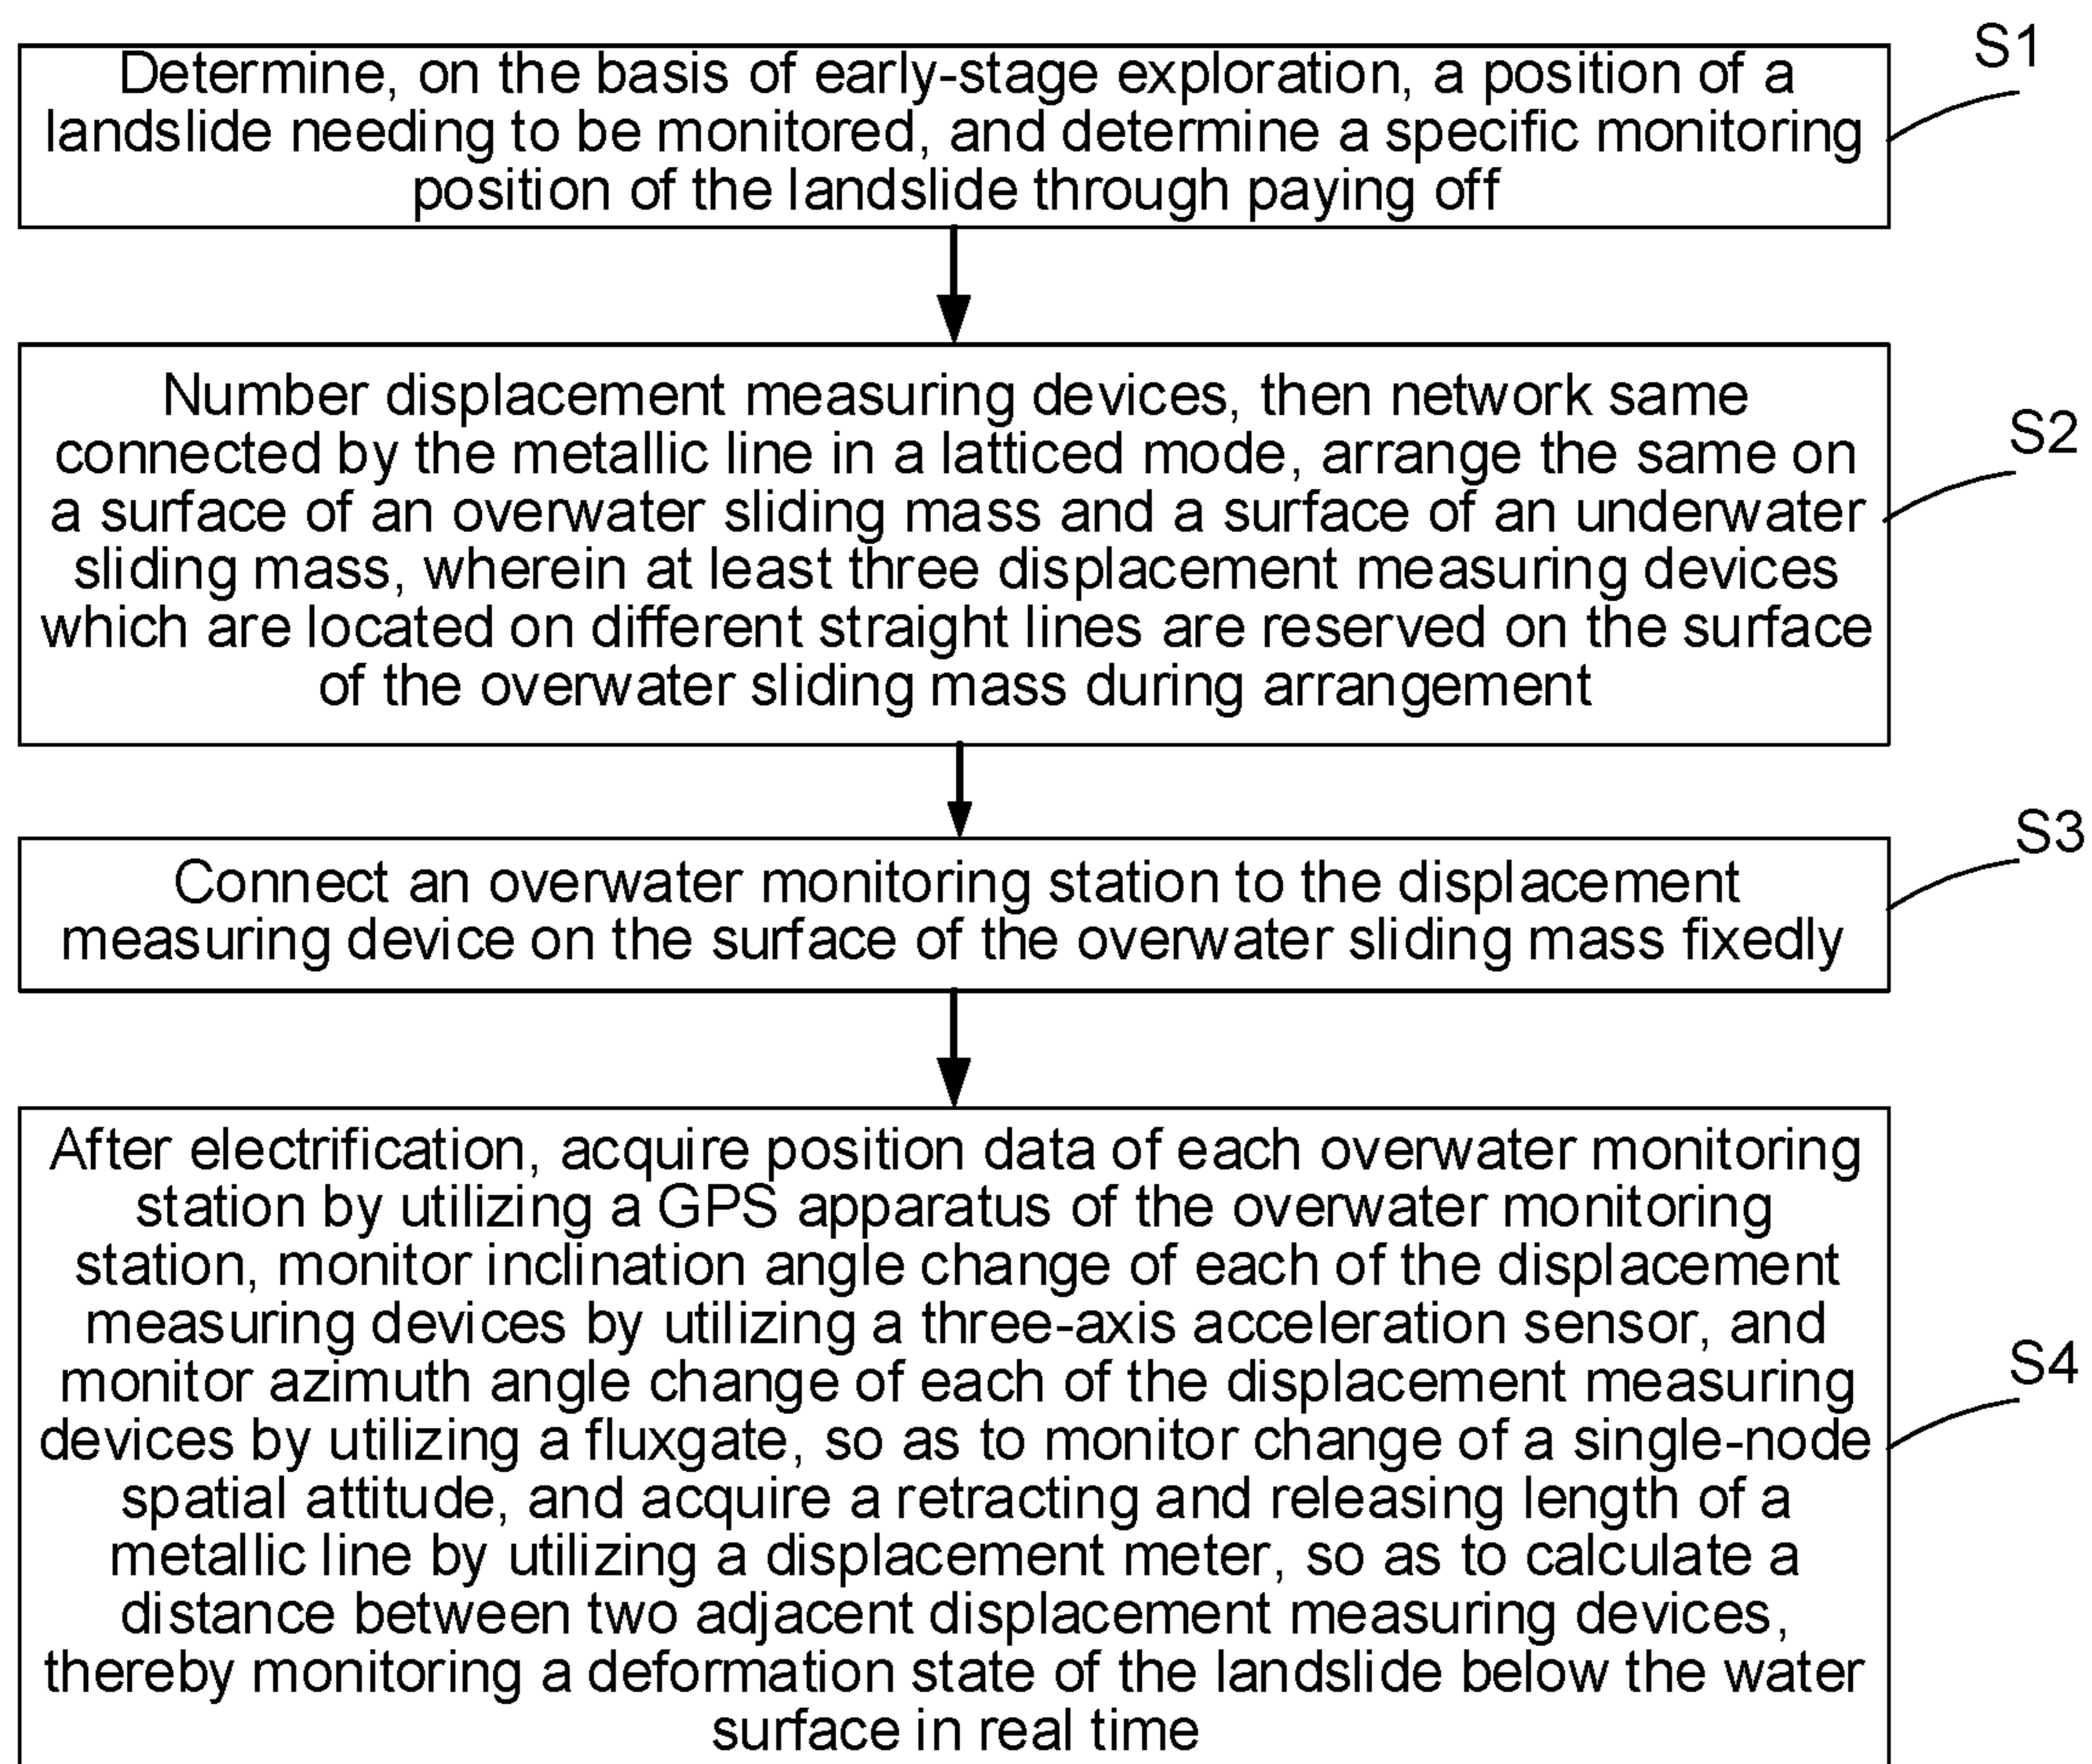 S1
Determine, on the basis of early-stage exploration, a position of a
landslide needing to be monitored, and determine a specific monitoring
position of the landslide through paying off
Number displacement measuring devices, then network same
connected by the metallic line in a latticed mode, arrange the same on
a surface of an overwater sliding mass and a surface of an underwater
sliding mass, wherein at least three displacement measuring devices
which are located on different straight lines are reserved on the surface
of the overwater sliding mass during arrangement
S2
Connect an overwater monitoring station to the displacement
measuring device on the surface of the overwater sliding mass fixedly
S3
After electrification, acquire position data of each overwater monitoring
station by utilizing a GPS apparatus of the overwater monitoring
station, monitor inclination angle change of each of the displacement
measuring devices by utilizing a three-axis acceleration sensor, and
monitor azimuth angle change of each of the displacement measuring
devices by utilizing a fluxgate, so as to monitor change of a single-node
spatial attitude, and acquire a retracting and releasing length of a
metallic line by utilizing a displacement meter, so as to calculate a
distance between two adjacent displacement measuring devices,
thereby monitoring a deformation state of the landslide below the water
surface in real time
S4